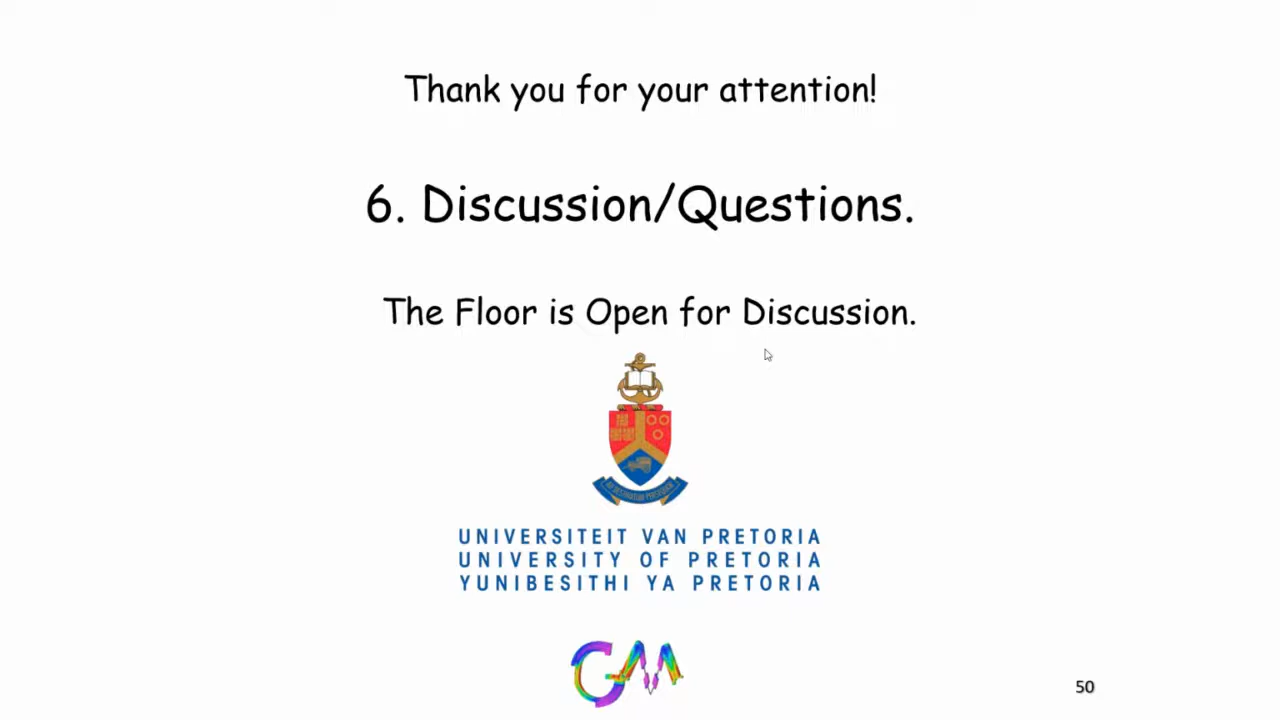 Thank you for your attention!
6. Discussion/Questions.
The Floor is Open for Discussion.
UNIVERSITEIT VAN PRETORIA
UNIVERSITY OF PRETORIA
YUNIBESITHI YA PRETORIA
GM
50